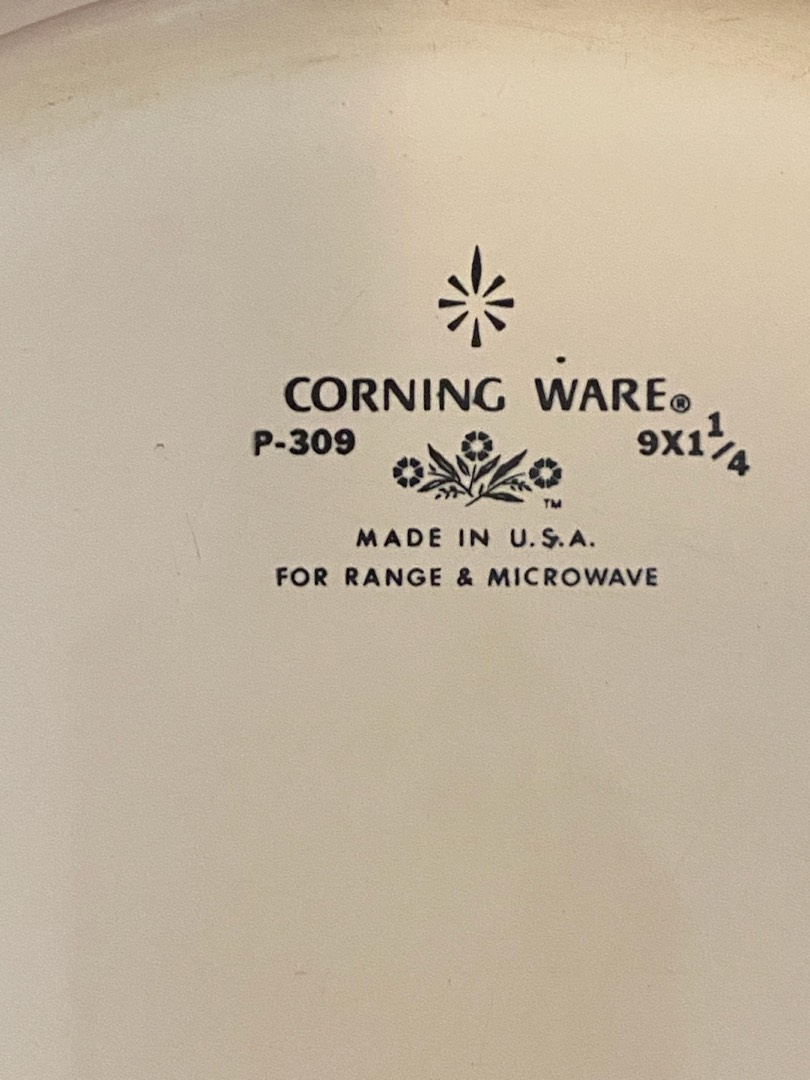 CORNING WARE®
P-309 9X1 1/4
TM
MADE IN U.S.A.
FOR RANGE & MICROWAVE